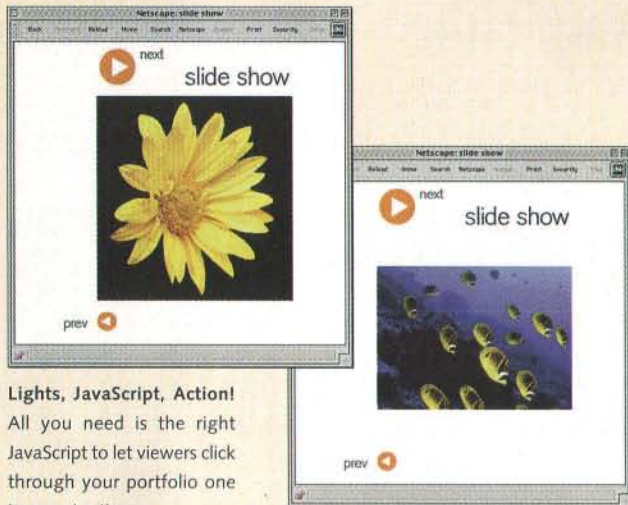 Netscape: slide show
Back Reload Home Search Netscape Print Security
next
slide show
prev
Netscape: slide show
Reload Home Search Netscape Print Security
next
slide show
prev
Lights, JavaScript, Action!
All you need is the right
JavaScript to let viewers click
through your portfolio one